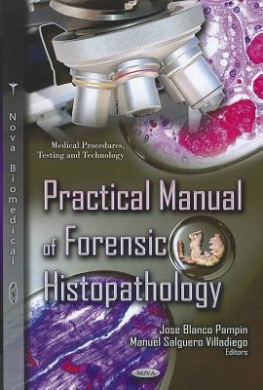 Medical Procedures,
Testing and Technology
Practical Manual
of Forensic
Histopathology
Jose Blanco Pampin
Manuel Salguero Villadiego
Editors
NOVA
Nova Biomedical